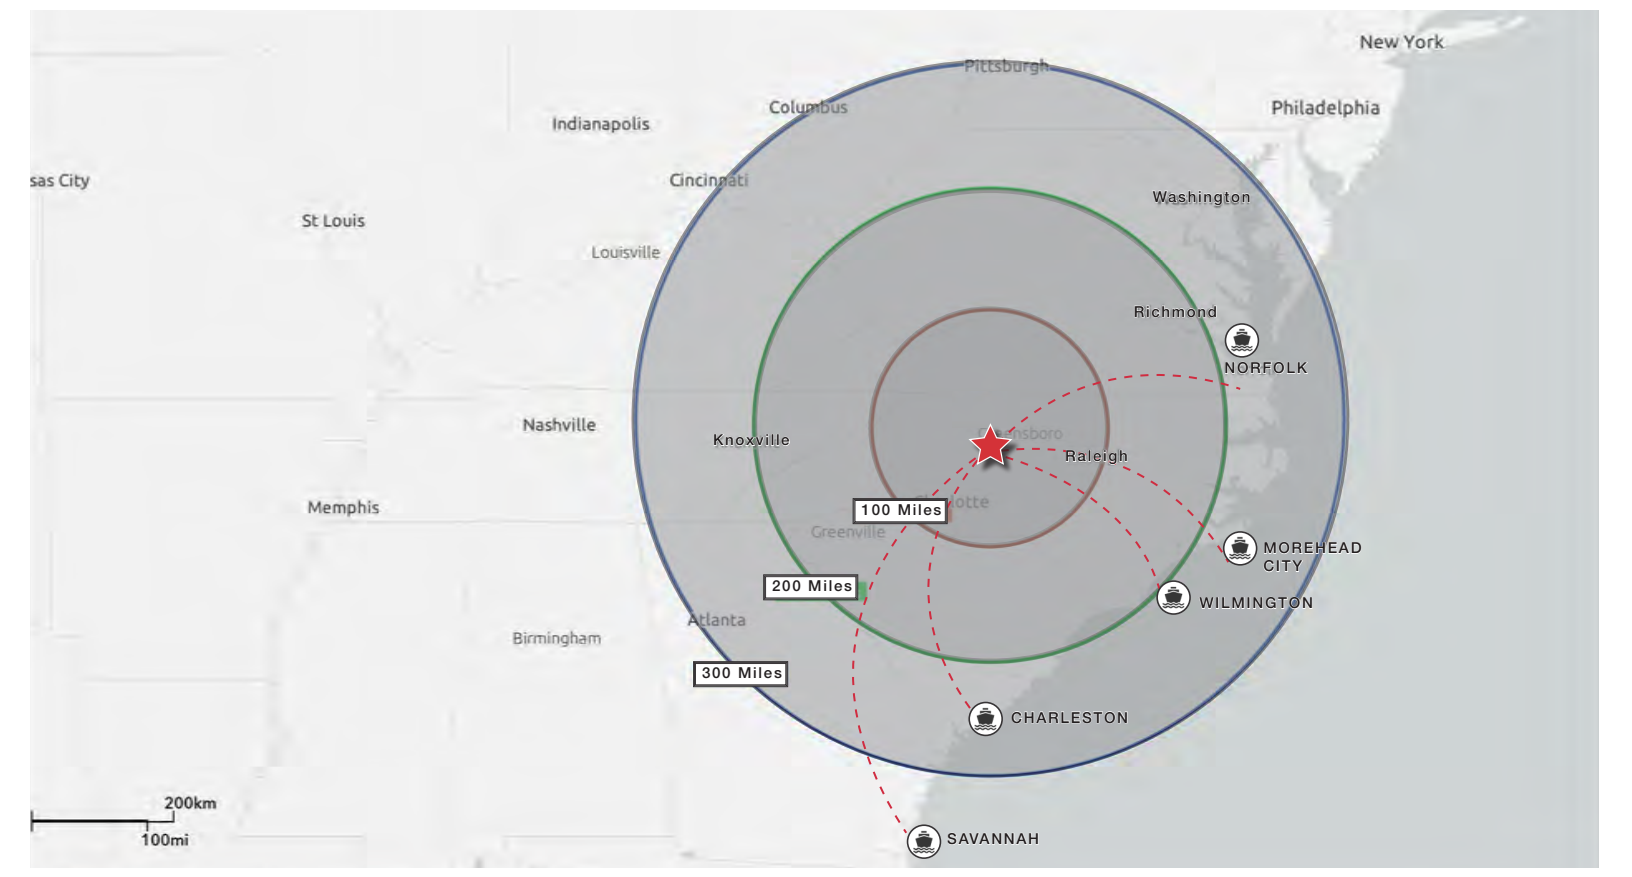 New York
Pittsburgh
Columbus
Philadelphia
Indianapolis
sas City
Cincinnati
Washington
St Louis
Louisville
Richmond
NORFOLK
Nashville
Knoxville
Raleigh
Memphis
100 Miles
Greenville
MOREHEAD
CITY
200 Miles
WILMINGTON
Atlanta
Birmingham
300 Miles
CHARLESTON
200km
100mi
SAVANNAH